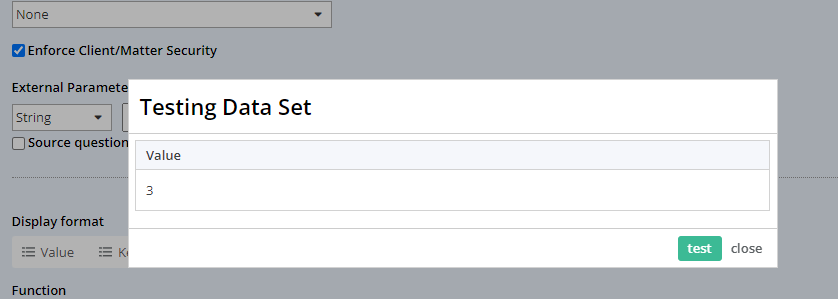 None
Enforce Client/Matter Security
External Paramete
String
Source question
Testing Data Set
Value
3
test close
Display format
Value
Function